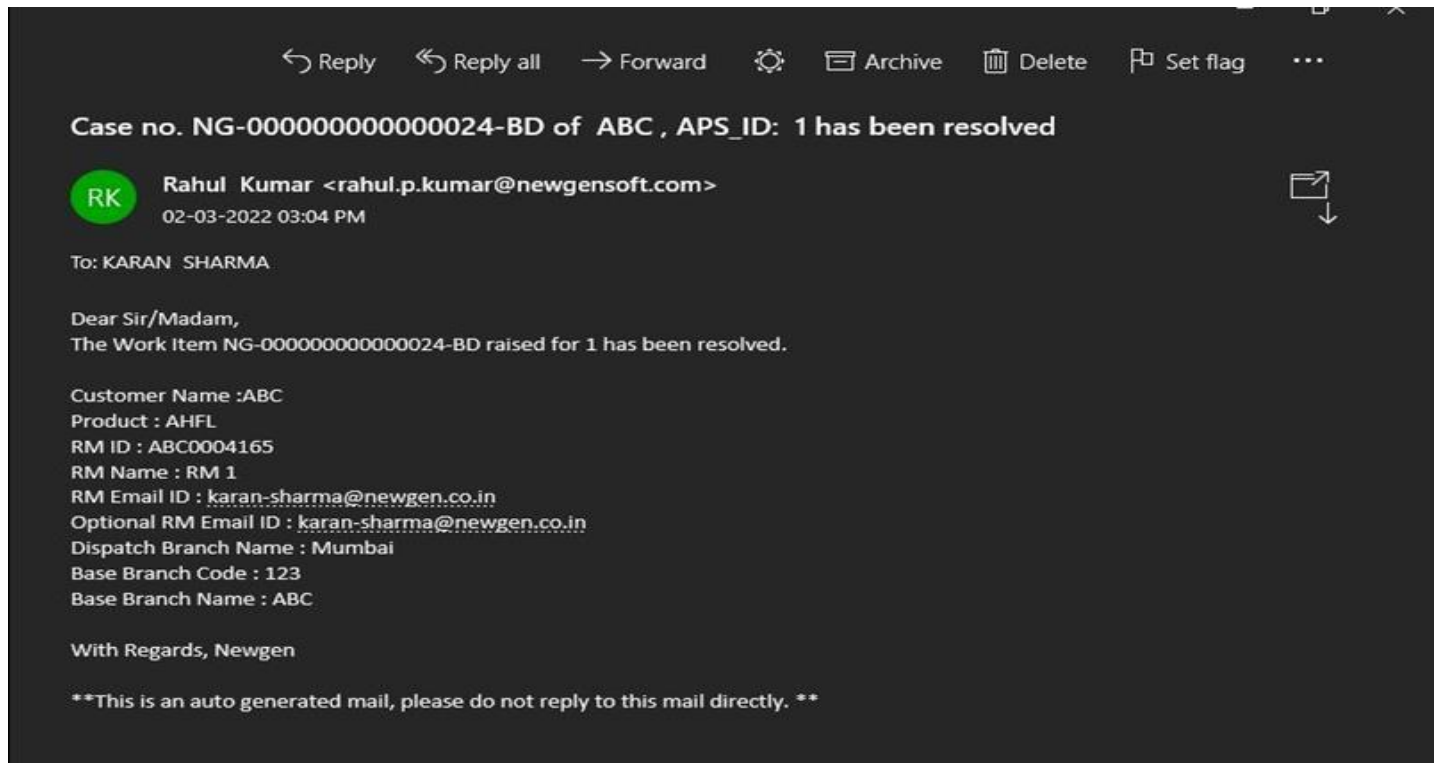 Reply Reply all Forward Archive Delete Set flag ...
Case no. NG-000000000000024-BD of ABC , APS_ID: 1 has been resolved
RK
Rahul Kumar <rahul.p.kumar@newgensoft.com>
02-03-2022 03:04 PM
To: KARAN SHARMA
Dear Sir/Madam,
The Work Item NG-000000000000024-BD raised for 1 has been resolved.
Customer Name :ABC
Product : AHFL
RM ID : ABC0004165
RM Name : RM 1
RM Email ID : karan-sharma@newgen.co.in
Optional RM Email ID : karan-sharma@newgen.co.in
Dispatch Branch Name : Mumbai
Base Branch Code : 123
Base Branch Name : ABC
With Regards, Newgen
**This is an auto generated mail, please do not reply to this mail directly. **